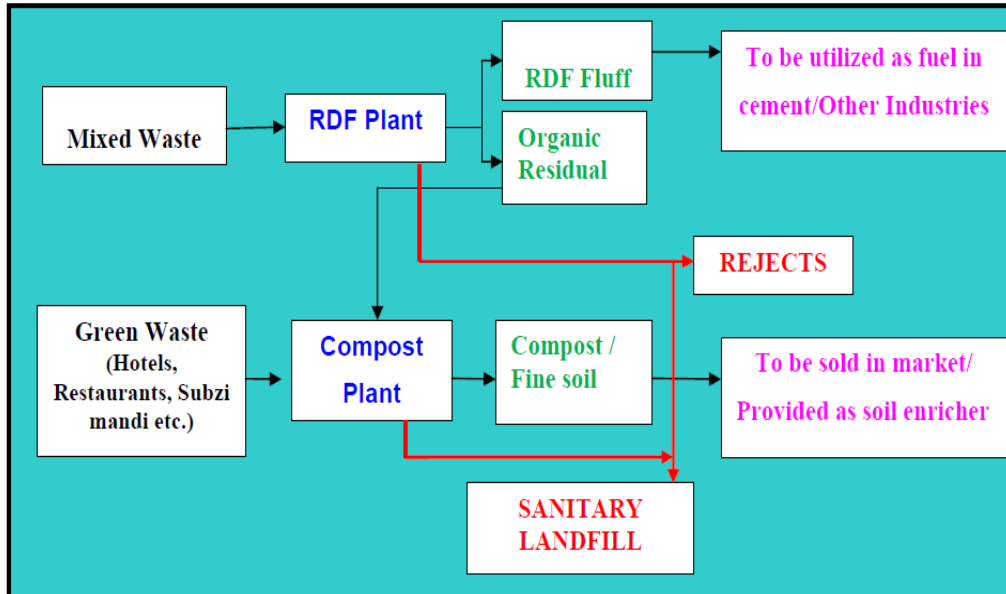 Mixed Waste
RDF Plant
RDF Fluff
To be utilized as fuel in
cement/Other Industries
Organic
Residual
REJECTS
Green Waste
(Hotels,
Restaurants, Subzi
mandi etc.)
Compost
Plant
Compost /
Fine soil
To be sold in market/
Provided as soil enricher
SANITARY
LANDFILL